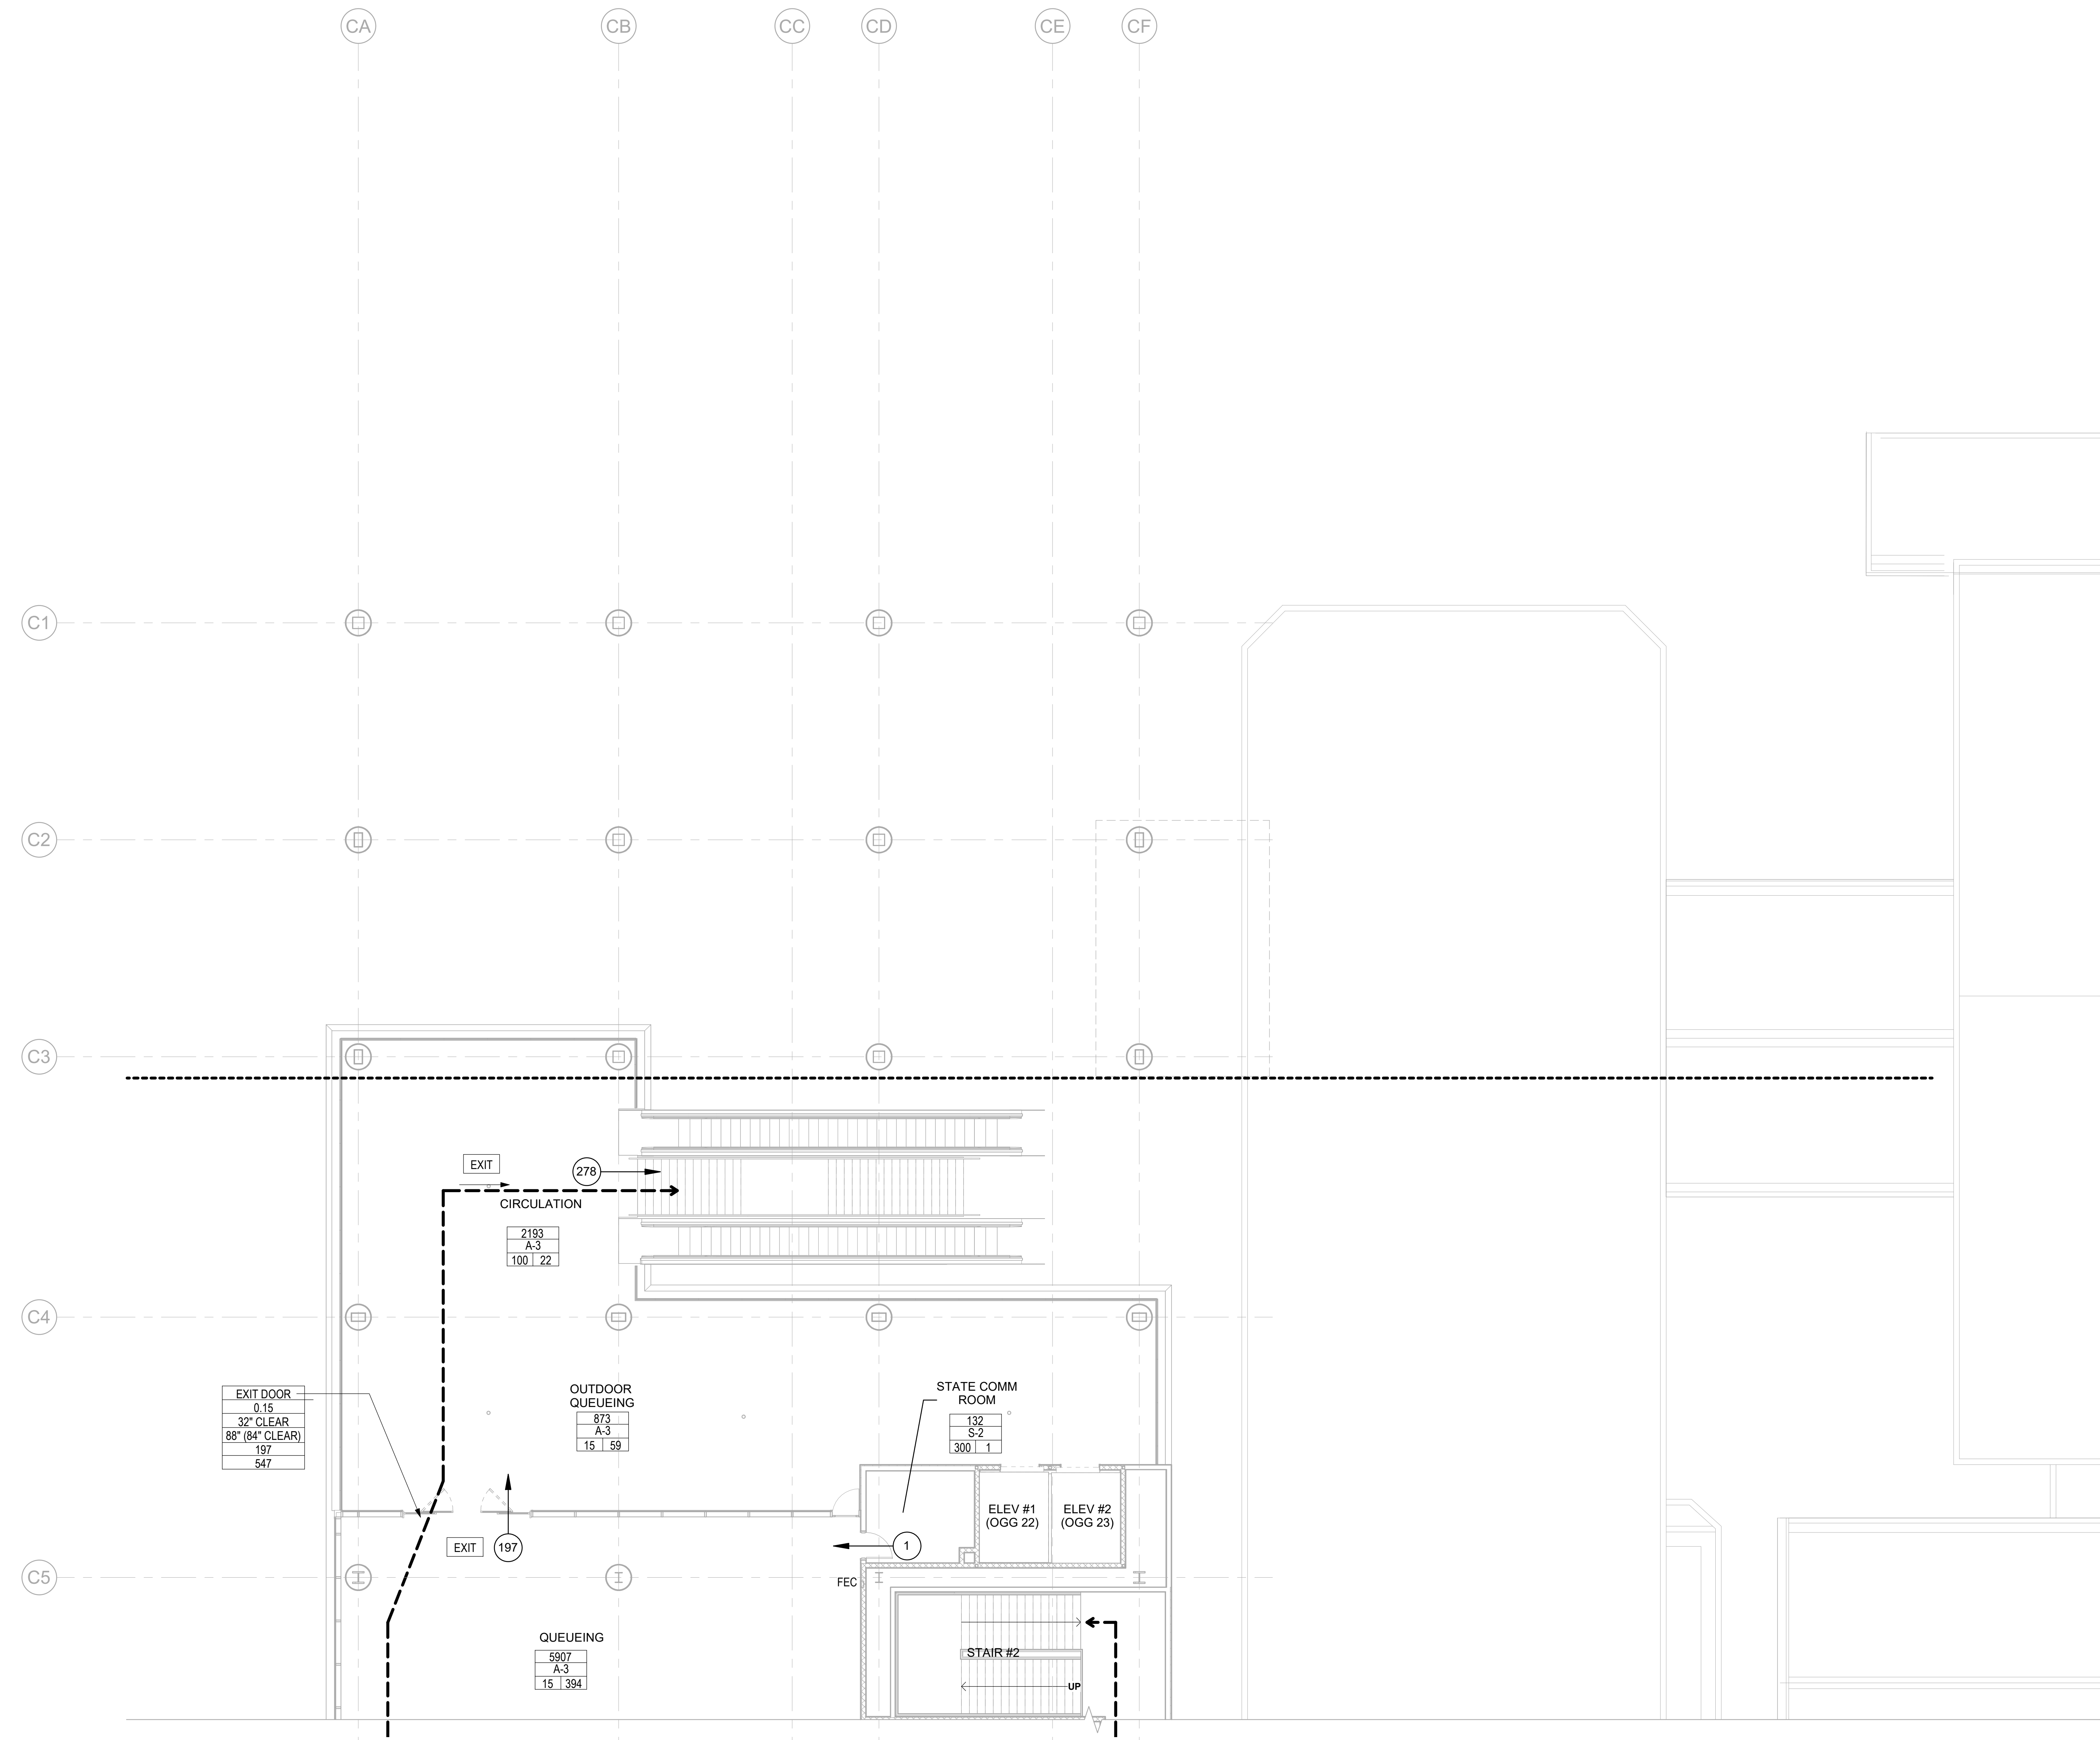 CA
CB
CC
CD
CE
CF
C1
C2
C3
C4
C5
EXIT
278
CIRCULATION
2193
A-3
100 22
EXIT DOOR
0.15
32" CLEAR
88" (84" CLEAR)
197
547
OUTDOOR
QUEUEING
873
A-3
15 59
STATE COMM
ROOM
132
S-2
300 1
ELEV #1
(OGG 22)
ELEV #2
(OGG 23)
EXIT
197
1
FEC
QUEUEING
5907
A-3
15 394
STAIR #2
UP